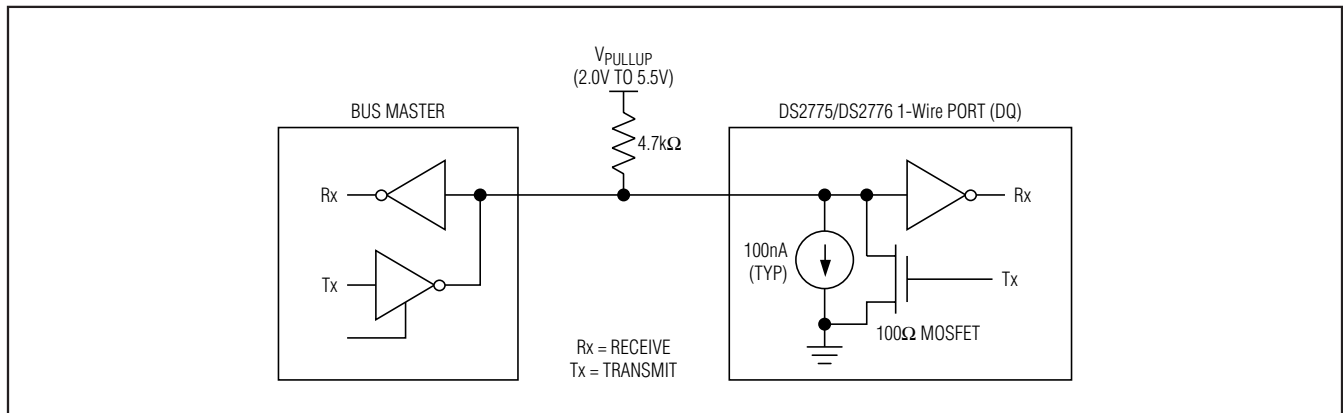 V_PULLUP
(2.0V TO 5.5V)
BUS MASTER
DS2775/DS2776 1-Wire PORT (DQ)
4.7kΩ
Rx
Rx
100nA
(TYP)
Tx
Tx
100Ω MOSFET
Rx = RECEIVE
Tx = TRANSMIT